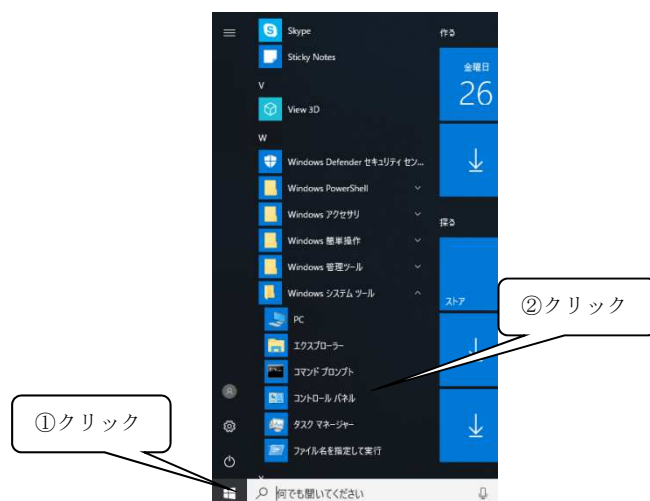 Skype
作る
Sticky Notes
金曜日
26
V
View 3D
W
Windows Defender セキュリティ セン...
Windows PowerShell
Windows アクセサリ
探る
Windows 簡単操作
Windows 管理ツール
Windows システム ツール
ストア
②クリック
PC
エクスプローラー
コマンド プロンプト
コントロール パネル
①クリック
タスク マネージャー
ファイル名を指定して実行
何でも聞いてください